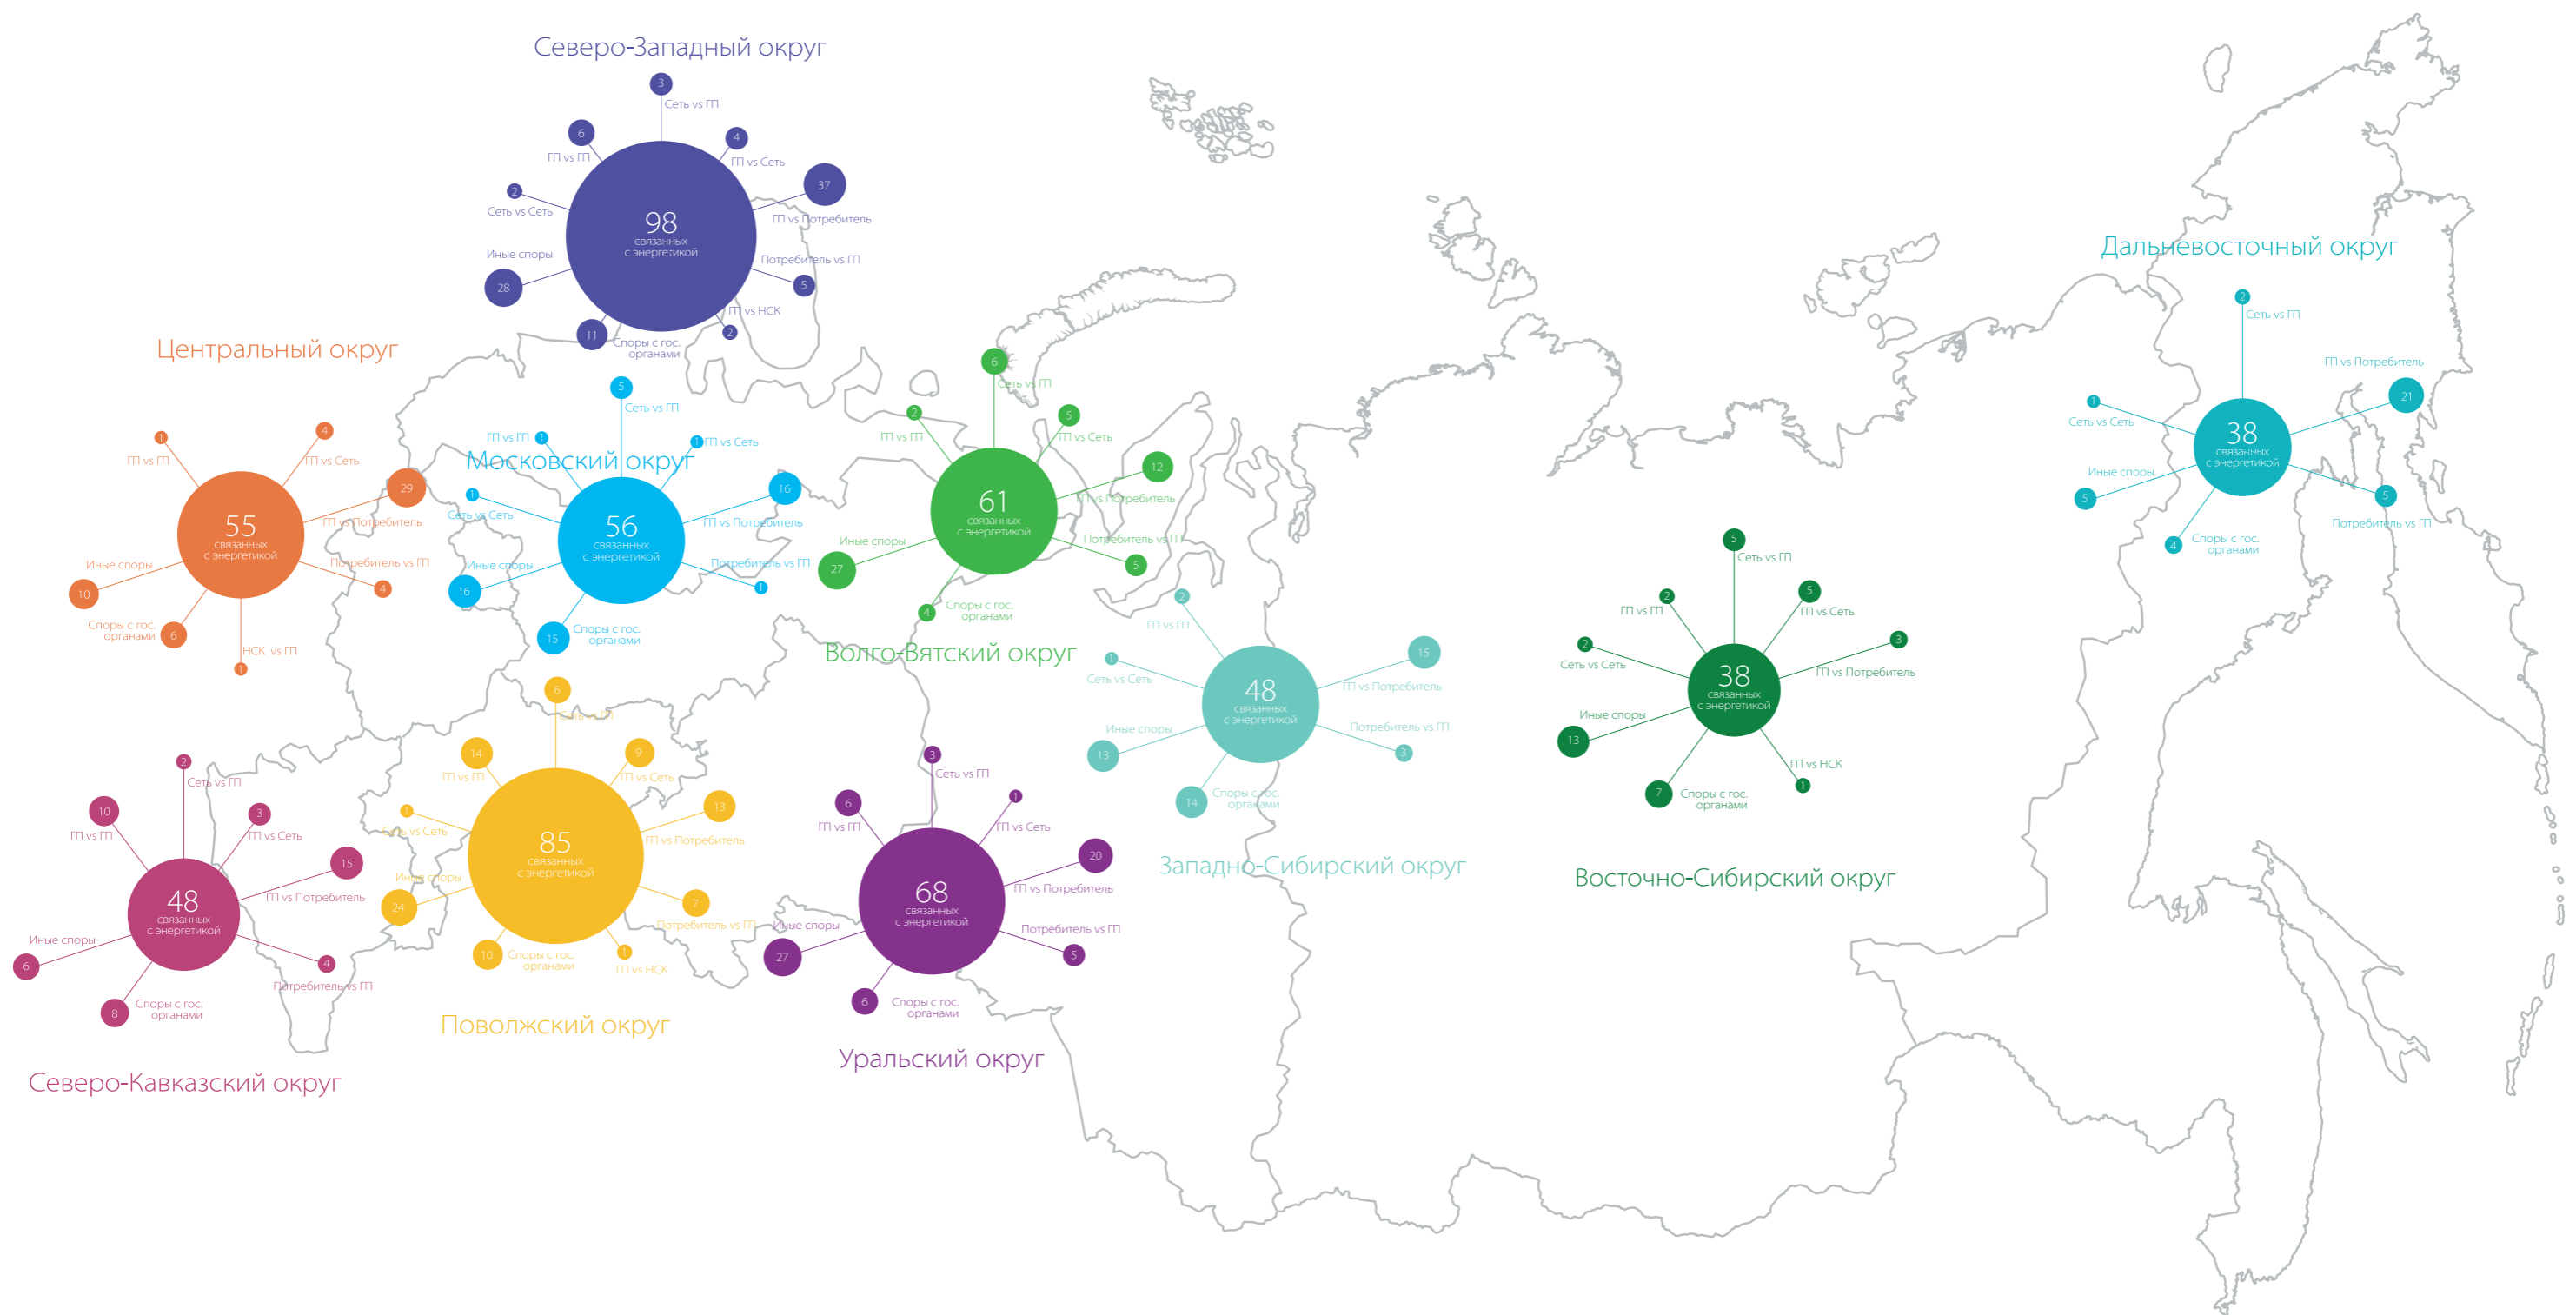 Северо-Западный округ
3
Сеть vs ГП
6
ГП vs ГП
4
ГП vs Сеть
37
ГП vs Потребитель
2
Сеть vs Сеть
98
связанных
с энергетикой
Иные споры
28
Потребитель vs ГП
5
ГП vs НСК
2
11
Споры с гос.
органами
Центральный округ
1
ГП vs ГП
4
ГП vs Сеть
29
ГП vs Потребитель
55
связанных
с энергетикой
Иные споры
10
Потребитель vs ГП
4
Споры с гос.
органами
6
НСК vs ГП
1
5
Сеть vs ГП
ГП vs ГП
1
1
ГП vs Сеть
Московский округ
1
Сеть vs Сеть
16
ГП vs Потребитель
56
связанных
с энергетикой
Иные споры
16
Потребитель vs ГП
1
15
Споры с гос.
органами
6
Сеть vs ГП
2
ГП vs ГП
5
ГП vs Сеть
12
ГП vs Потребитель
61
связанных
с энергетикой
Иные споры
27
Потребитель vs ГП
5
4
Споры с гос.
органами
Волго-Вятский округ
Дальневосточный округ
2
Сеть vs ГП
ГП vs Потребитель
21
1
Сеть vs Сеть
38
связанных
с энергетикой
Иные споры
5
5
Потребитель vs ГП
4
Споры с гос.
органами
2
ГП vs ГП
1
Сеть vs Сеть
15
ГП vs Потребитель
48
связанных
с энергетикой
Иные споры
13
Потребитель vs ГП
3
14
Споры с гос.
органами
Западно-Сибирский округ
5
Сеть vs ГП
2
ГП vs ГП
5
ГП vs Сеть
2
Сеть vs Сеть
3
ГП vs Потребитель
38
связанных
с энергетикой
Иные споры
13
ГП vs НСК
1
7
Споры с гос.
органами
Восточно-Сибирский округ
2
Сеть vs ГП
10
ГП vs ГП
3
ГП vs Сеть
15
ГП vs Потребитель
48
связанных
с энергетикой
Иные споры
6
4
Потребитель vs ГП
8
Споры с гос.
органами
Северо-Кавказский округ
6
Сеть vs ГП
14
ГП vs ГП
9
ГП vs Сеть
1
Сеть vs Сеть
13
ГП vs Потребитель
85
связанных
с энергетикой
Иные споры
24
7
Потребитель vs ГП
10
Споры с гос.
органами
1
ГП vs НСК
Поволжский округ
3
Сеть vs ГП
6
ГП vs ГП
1
ГП vs Сеть
20
ГП vs Потребитель
68
связанных
с энергетикой
Иные споры
27
Потребитель vs ГП
5
6
Споры с гос.
органами
Уральский округ